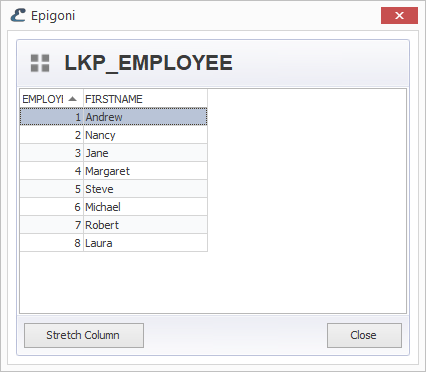 Epigoni
LKP_EMPLOYEE
EMPLOYI FIRSTNAME
1 Andrew
2 Nancy
3 Jane
4 Margaret
5 Steve
6 Michael
7 Robert
8 Laura
Stretch Column Close